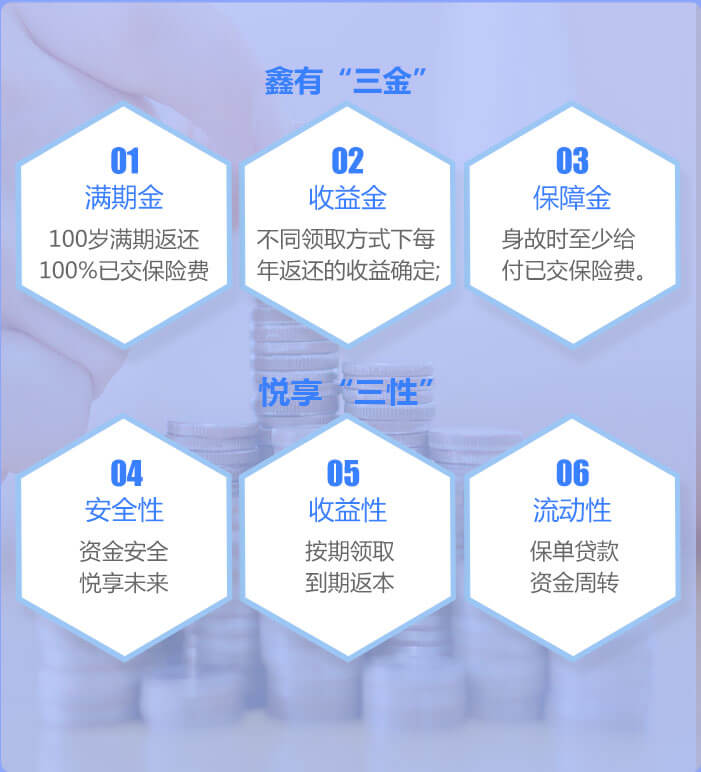 鑫有“三金”
01
满期金
100岁满期返还
100%已交保险费
02
收益金
不同领取方式下每
年返还的收益确定;
03
保障金
身故时至少给
付已交保险费。
悦享“三性”
04
安全性
资金安全
悦享未来
05
收益性
按期领取
到期返本
06
流动性
保单贷款
资金周转